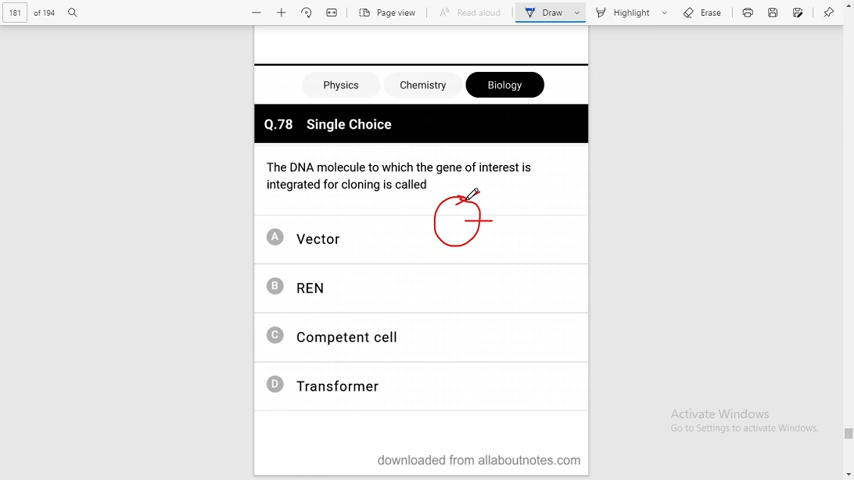 181 of 194 Page view Read aloud Draw Highlight Erase
Physics Chemistry Biology
Q.78 Single Choice
The DNA molecule to which the gene of interest is
integrated for cloning is called
A Vector
B REN
C Competent cell
D Transformer
Activate Windows
Go to Settings to activate Windows.
downloaded from allaboutnotes.com